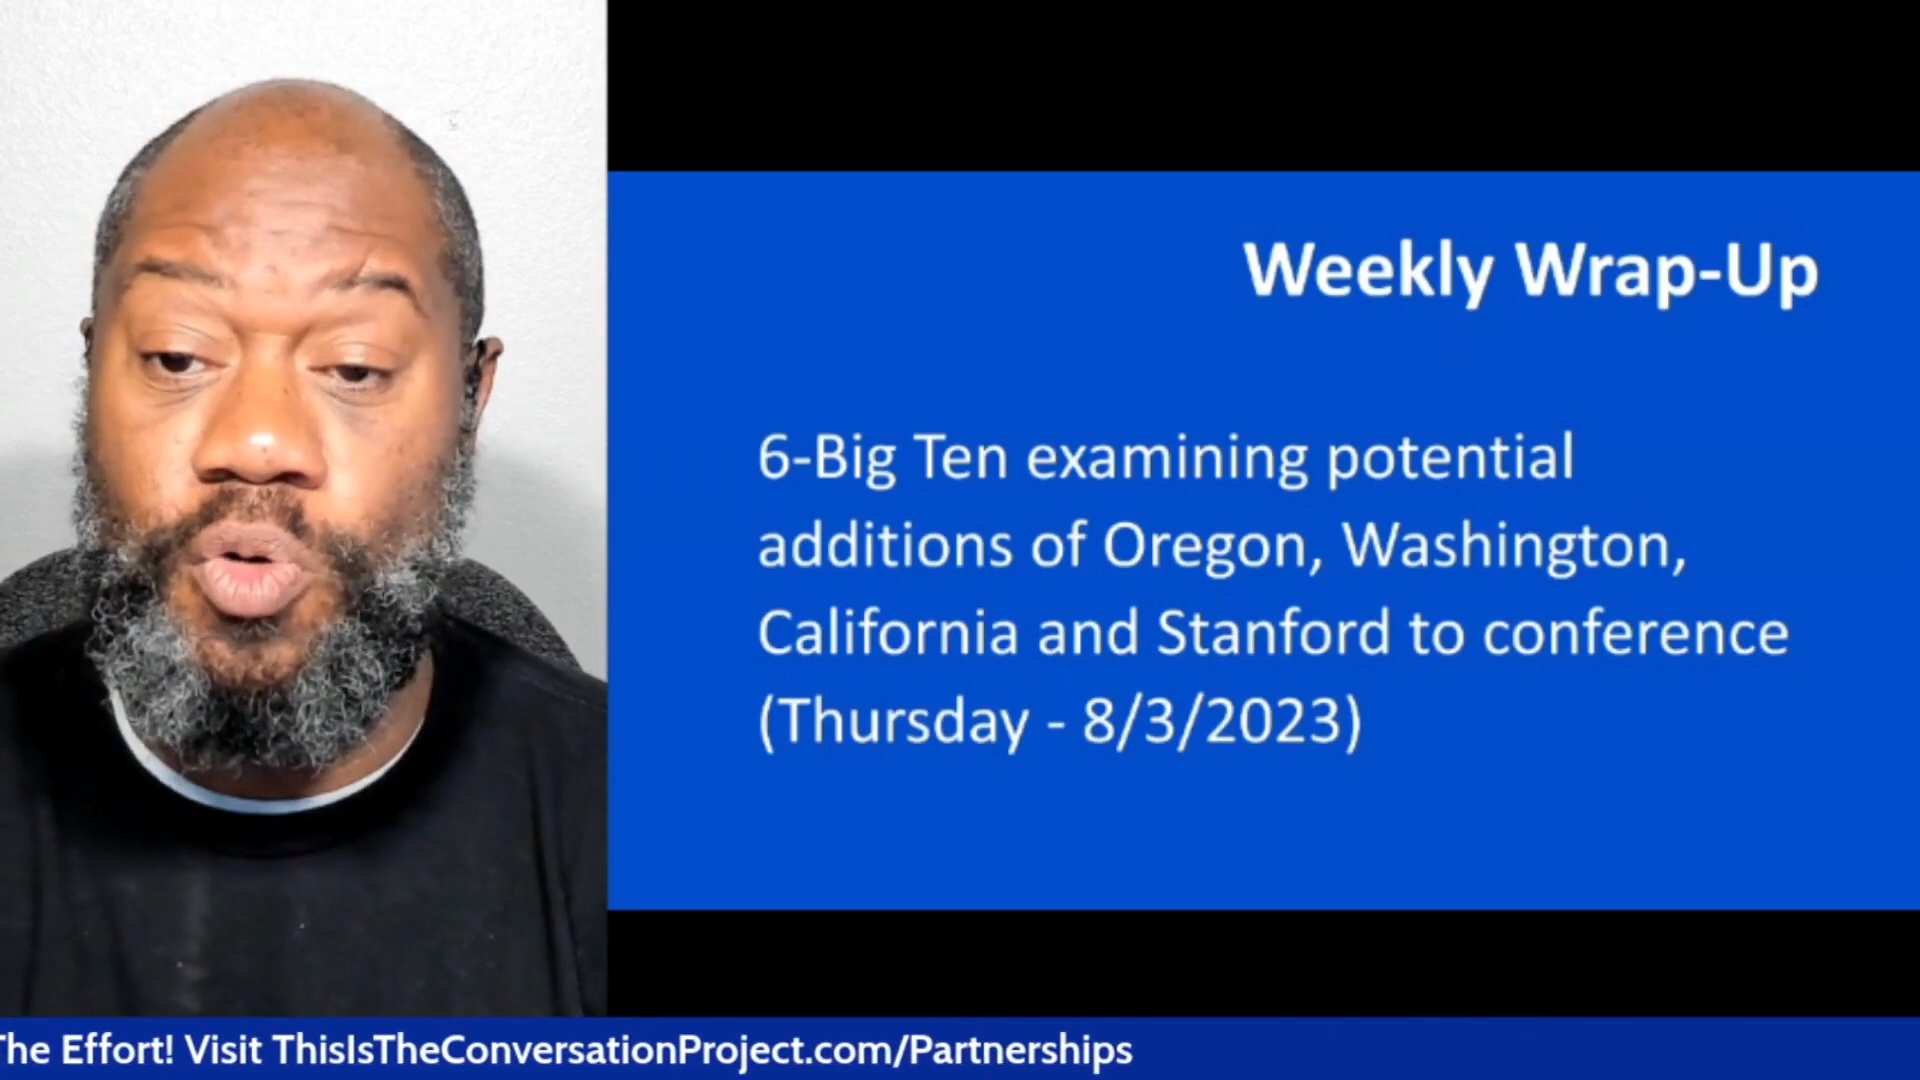 Weekly Wrap-Up
6-Big Ten examining potential
additions of Oregon, Washington,
California and Stanford to conference
(Thursday - 8/3/2023)
The Effort! Visit ThisIsTheConversationProject.com/Partnerships